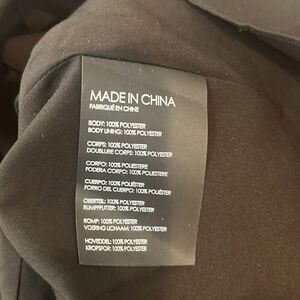 MADE IN CHINA
FABRIQUÉ EN CHINE
BODY: 100% POLYESTER
BODY LINING: 100% POLYESTER
CORPS: 100% POLYESTER
DOUBLURE CORPS: 100% POLYESTER
CORPO: 100% POLIESTERE
FODERA CORPO: 100% POLIESTERE
CUERPO: 100% POLIÉSTER
FORRO DEL CUERPO: 100% POLIÉSTER
OBERTEIL: 100% POLYESTER
RUMPFFUTTER: 100% POLYESTER
ROMP: 100% POLYESTER
VOERING LICHAAM: 100% POLYESTER
HOVEDDEL: 100% POLYESTER
KROPSFOR: 100% POLYESTER